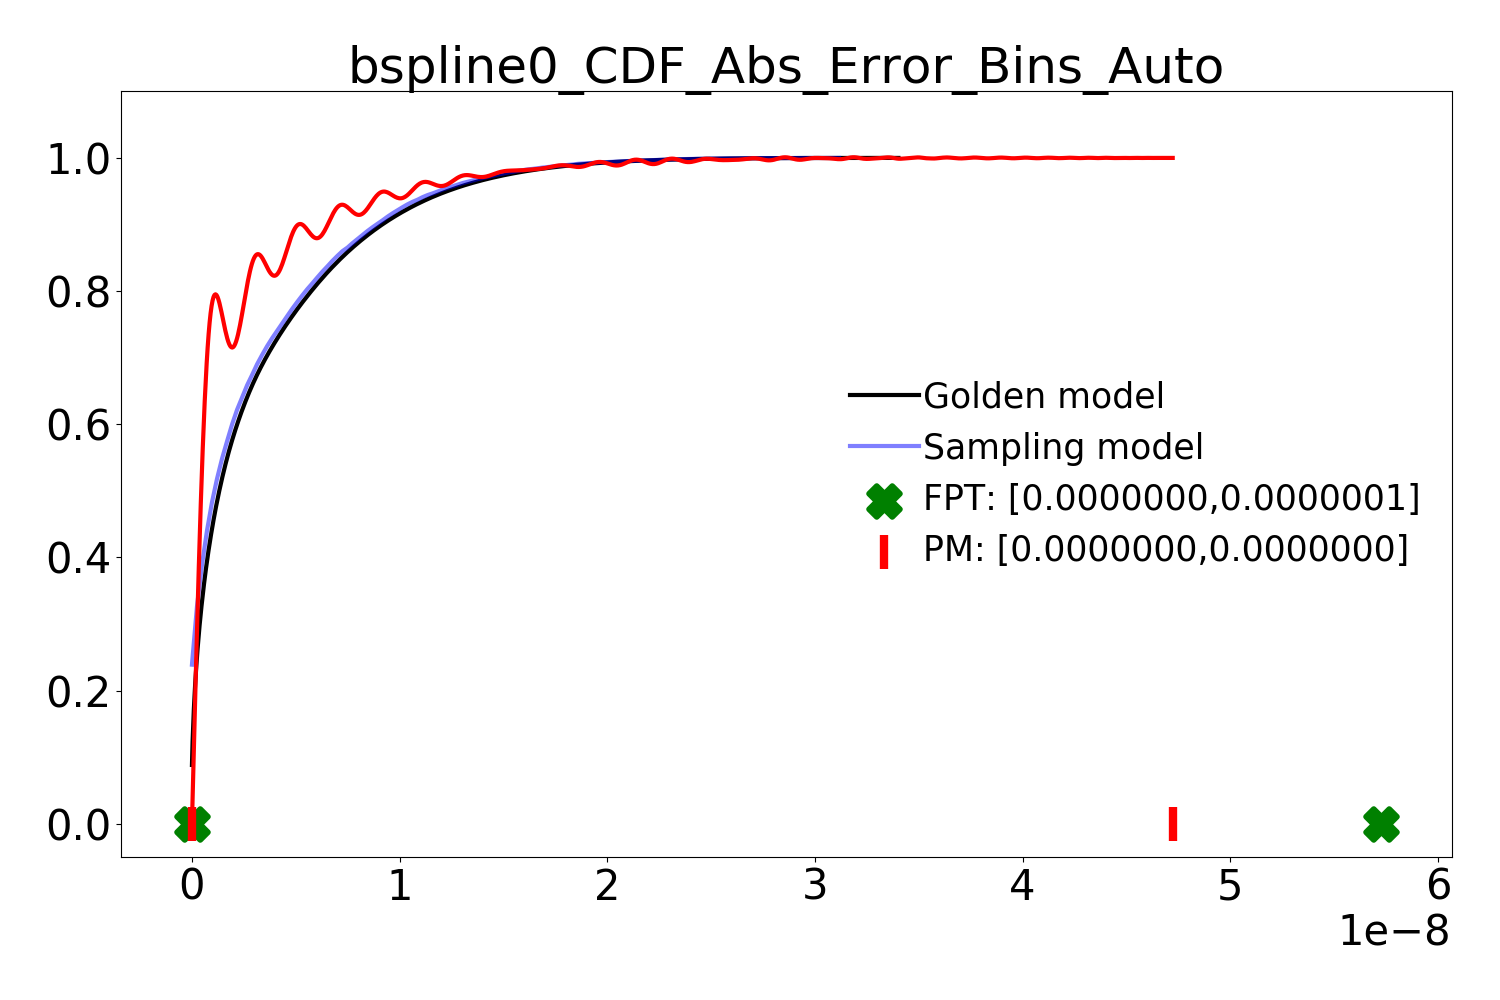 bspline0_CDF_Abs_Error_Bins_Auto
1.0
0.8
0.6
0.4
0.2
0.0
Golden model
Sampling model
FPT: [0.0000000,0.0000001]
PM: [0.0000000,0.0000000]
0 1 2 3 4 5 6
1e−8